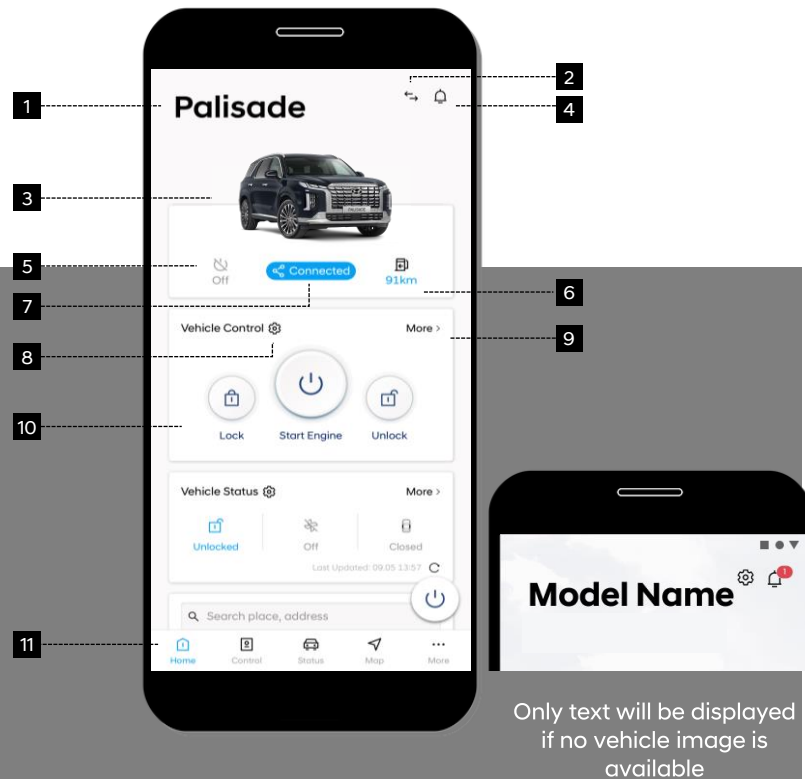 2
1
Palisade
4
3
PALISADE
5
Off
Connected
91km
6
7
Vehicle Control
More >
9
8
10
Lock
Start Engine
Unlock
Vehicle Status
More >
Unlocked
Off
Closed
Last Updated: 09.05 13:57
Search place, address
11
Home
Control
Status
Map
More
1
Model Name
Only text will be displayed
if no vehicle image is
available